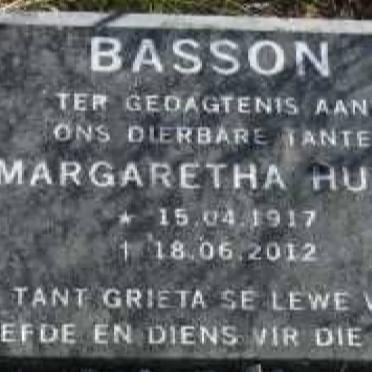 BASSON
TER GEDAGTENIS AAN
ONS DIERBARE TANTE
MARGARETHA HU
* 15.04.1917
† 18.06.2012
TANT GRIETA SE LEWE
EFDE EN DIENS VIR DIE